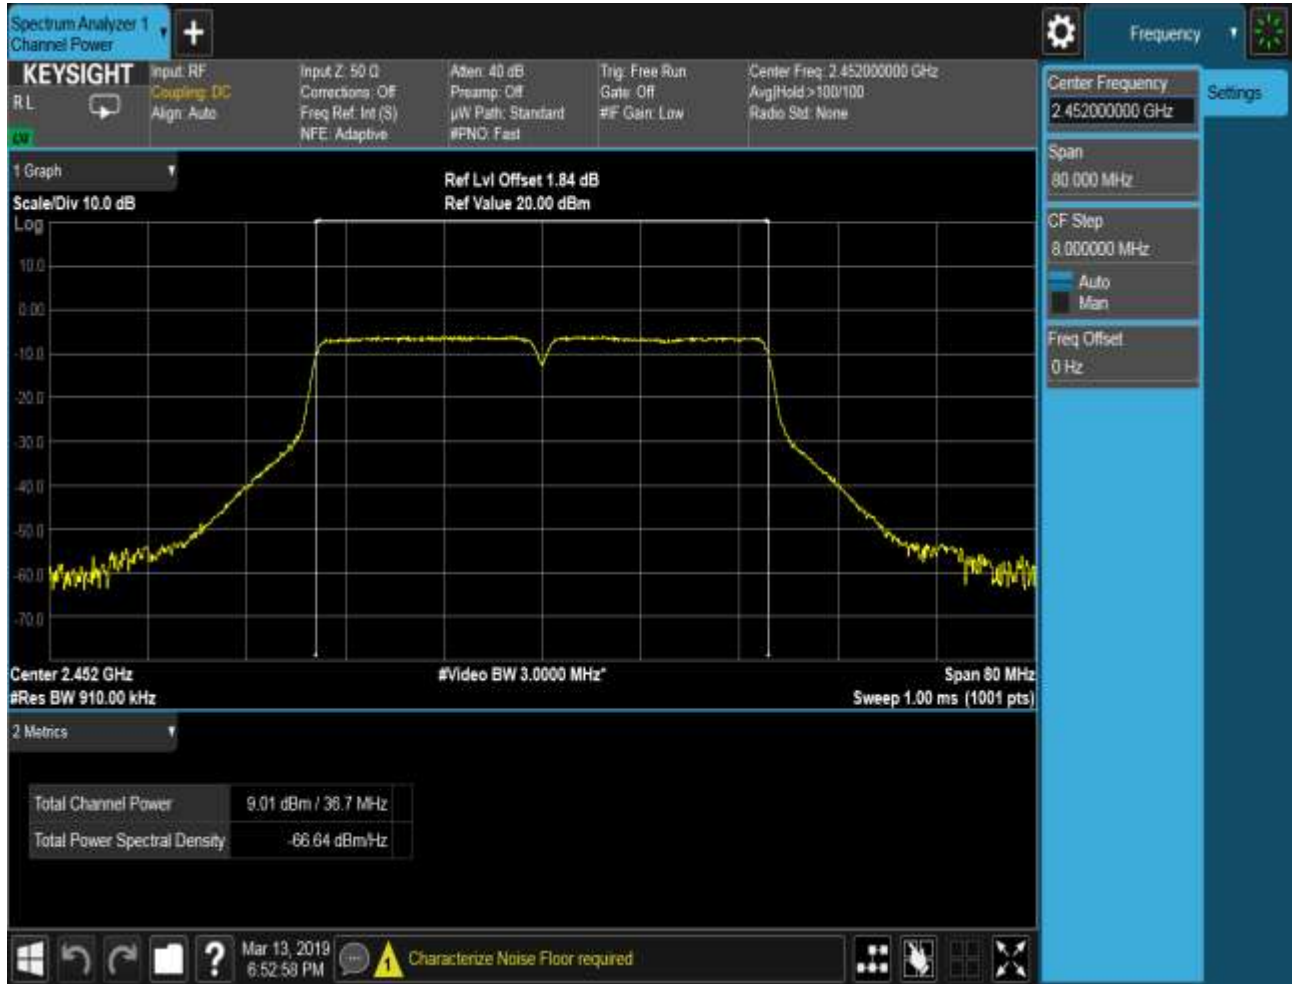 Spectrum Analyzer 1
Channel Power
Frequency
KEYSIGHT
RL
Input: RF
Coupling: DC
Align: Auto
Input Z: 50 Ω
Corrections: Off
Freq Ref: Int (S)
NFE: Adaptive
Atten: 40 dB
Preamp: Off
µW Path: Standard
#PNO: Fast
Trig: Free Run
Gate: Off
#IF Gain: Low
Center Freq: 2.452000000 GHz
Avg|Hold:>100/100
Radio Std: None
Center Frequency
2.452000000 GHz
Settings
Span
80.000 MHz
CF Step
8.000000 MHz
Auto
Man
Freq Offset
0 Hz
1 Graph
Scale/Div 10.0 dB
Ref Lvl Offset 1.84 dB
Ref Value 20.00 dBm
Log
10.0
0.00
-10.0
-20.0
-30.0
-40.0
-50.0
-60.0
-70.0
Center 2.452 GHz
#Res BW 910.00 kHz
#Video BW 3.0000 MHz*
Span 80 MHz
Sweep 1.00 ms (1001 pts)
2 Metrics
Total Channel Power 9.01 dBm / 36.7 MHz
Total Power Spectral Density -66.64 dBm/Hz
Mar 13, 2019
6:52:58 PM
1
Characterize Noise Floor required